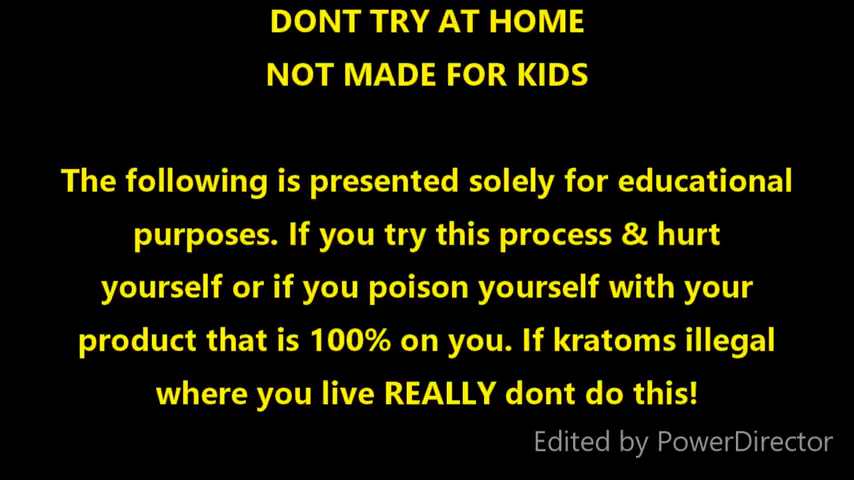 DONT TRY AT HOME
NOT MADE FOR KIDS
The following is presented solely for educational
purposes. If you try this process & hurt
yourself or if you poison yourself with your
product that is 100% on you. If kratoms illegal
where you live REALLY dont do this!
Edited by PowerDirector